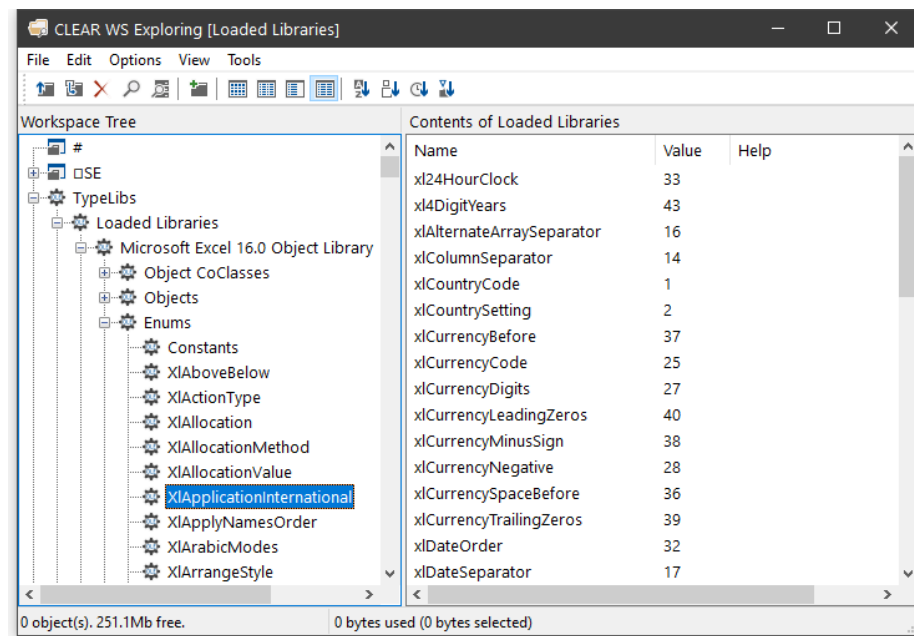 CLEAR WS Exploring [Loaded Libraries]
File Edit Options View Tools
Workspace Tree
#
⎕SE
TypeLibs
Loaded Libraries
Microsoft Excel 16.0 Object Library
Object CoClasses
Objects
Enums
Constants
XlAboveBelow
XlActionType
XlAllocation
XlAllocationMethod
XlAllocationValue
XlApplicationInternational
XlApplyNamesOrder
XlArabicModes
XlArrangeStyle
Contents of Loaded Libraries
Name Value Help
xl24HourClock 33
xl4DigitYears 43
xlAlternateArraySeparator 16
xlColumnSeparator 14
xlCountryCode 1
xlCountrySetting 2
xlCurrencyBefore 37
xlCurrencyCode 25
xlCurrencyDigits 27
xlCurrencyLeadingZeros 40
xlCurrencyMinusSign 38
xlCurrencyNegative 28
xlCurrencySpaceBefore 36
xlCurrencyTrailingZeros 39
xlDateOrder 32
xlDateSeparator 17
0 object(s). 251.1Mb free. 0 bytes used (0 bytes selected)